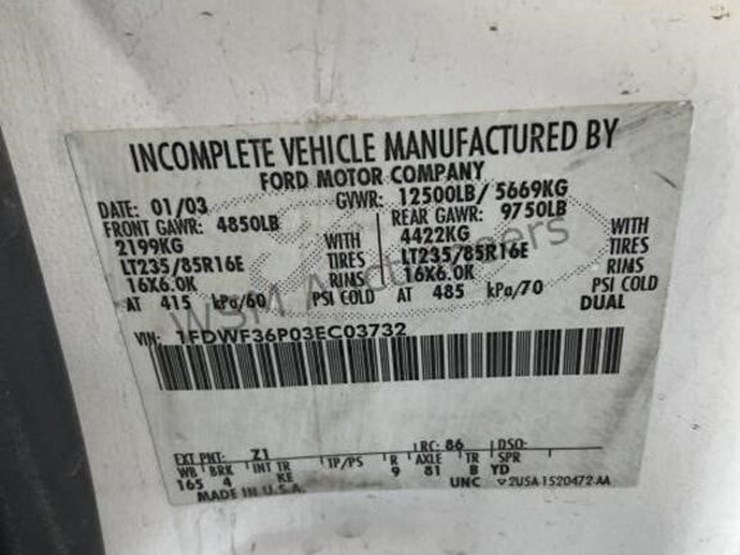 INCOMPLETE VEHICLE MANUFACTURED BY
FORD MOTOR COMPANY
DATE: 01/03 GVWR: 12500LB/ 5669KG
FRONT GAWR: 4850LB REAR GAWR: 9750LB
2199KG WITH 4422KG WITH
LT235/85R16E TIRES LT235/85R16E TIRES
16X6.0K RIMS 16X6.0K RIMS
AT 415 kPa/60 PSI COLD AT 485 kPa/70 PSI COLD
DUAL
WSM Auctioneers
VIN: 1FDWF36P03EC03732
EXT PNT: Z1 RC: 86 DSO:
WB BRK INT TR TP/PS R AXLE TR SPR
165 4 KE 9 81 B YD
MADE IN U.S.A. UNC 2USA 1520472 AA